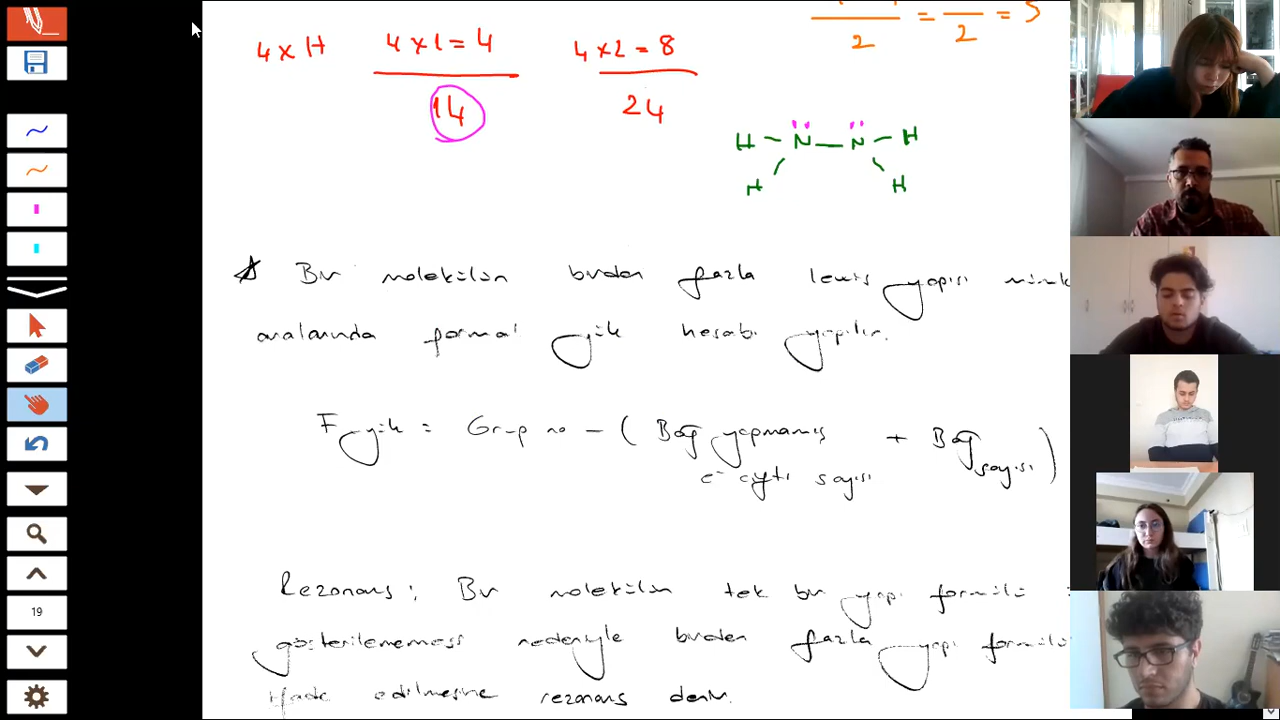 4 x H 4 x 1 = 4 4 x 2 = 8
2 = 2 = 5
14 24
H - N - N - H
H H
Bir molekülün birden fazla lewis yapısı
aralarında formal yük hesabı yapılır.
F yük = Grup no - ( Bağ yapmamış + Bağ sayısı )
e⁻ çifti sayısı
Rezonans; Bir molekülün tek bir yapı formülü
gösterilememesi nedeniyle birden fazla yapı formülü
ifade edilmesine rezonans denir.
19